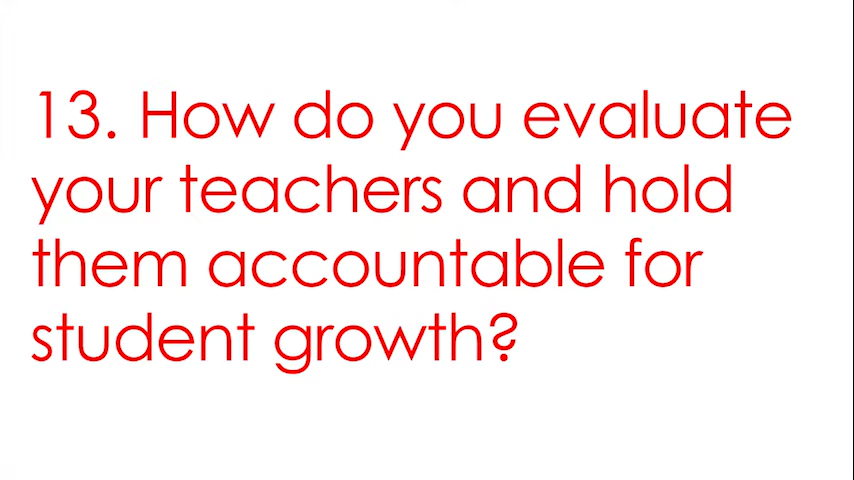 13. How do you evaluate
your teachers and hold
them accountable for
student growth?